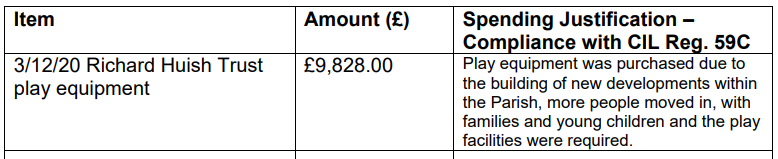 Item Amount (£) Spending Justification –
Compliance with CIL Reg. 59C
3/12/20 Richard Huish Trust
play equipment
£9,828.00
Play equipment was purchased due to
the building of new developments within
the Parish, more people moved in, with
families and young children and the play
facilities were required.